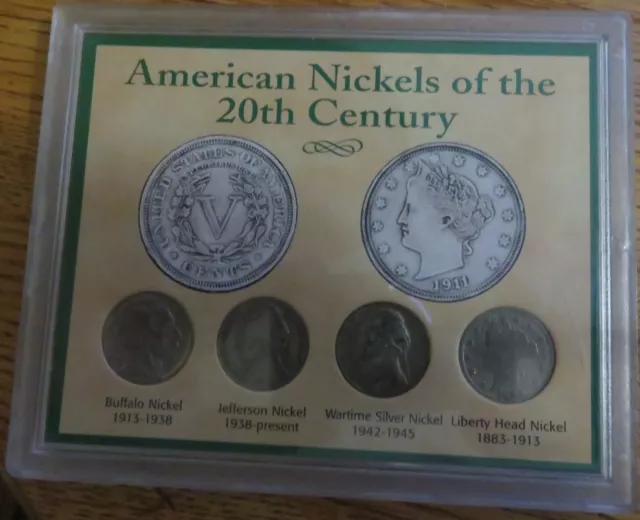 American Nickels of the
20th Century
UNITED STATES OF AMERICA
V
CENTS
1911
Buffalo Nickel
1913-1938
Jefferson Nickel
1938-present
Wartime Silver Nickel
1942-1945
Liberty Head Nickel
1883-1913